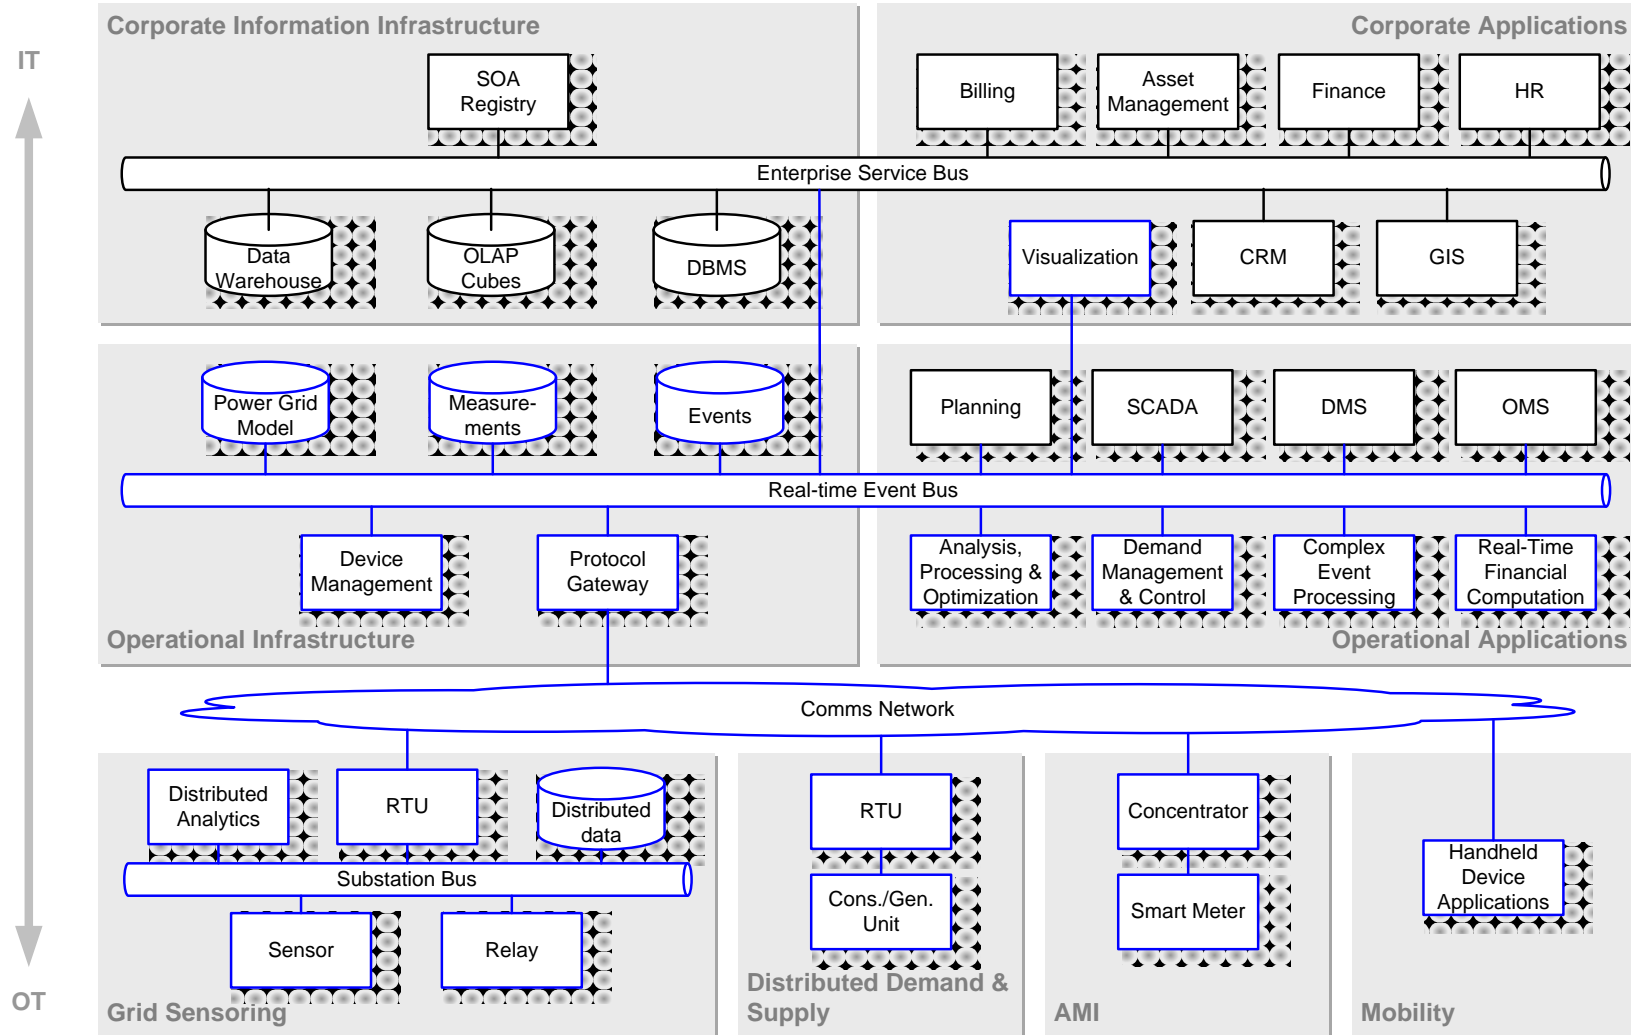 Corporate Information Infrastructure
Corporate Applications
IT
SOA
Registry
Billing
Asset
Management
Finance
HR
Enterprise Service Bus
Data
Warehouse
OLAP
Cubes
DBMS
Visualization
CRM
GIS
Power Grid
Model
Measure-
ments
Events
Planning
SCADA
DMS
OMS
Real-time Event Bus
Device
Management
Protocol
Gateway
Analysis,
Processing &
Optimization
Demand
Management
& Control
Complex
Event
Processing
Real-Time
Financial
Computation
Operational Infrastructure
Operational Applications
Comms Network
Distributed
Analytics
RTU
Distributed
data
RTU
Concentrator
Handheld
Device
Applications
Substation Bus
Cons./Gen.
Unit
Smart Meter
Sensor
Relay
OT
Grid Sensoring
Distributed Demand &
Supply
AMI
Mobility